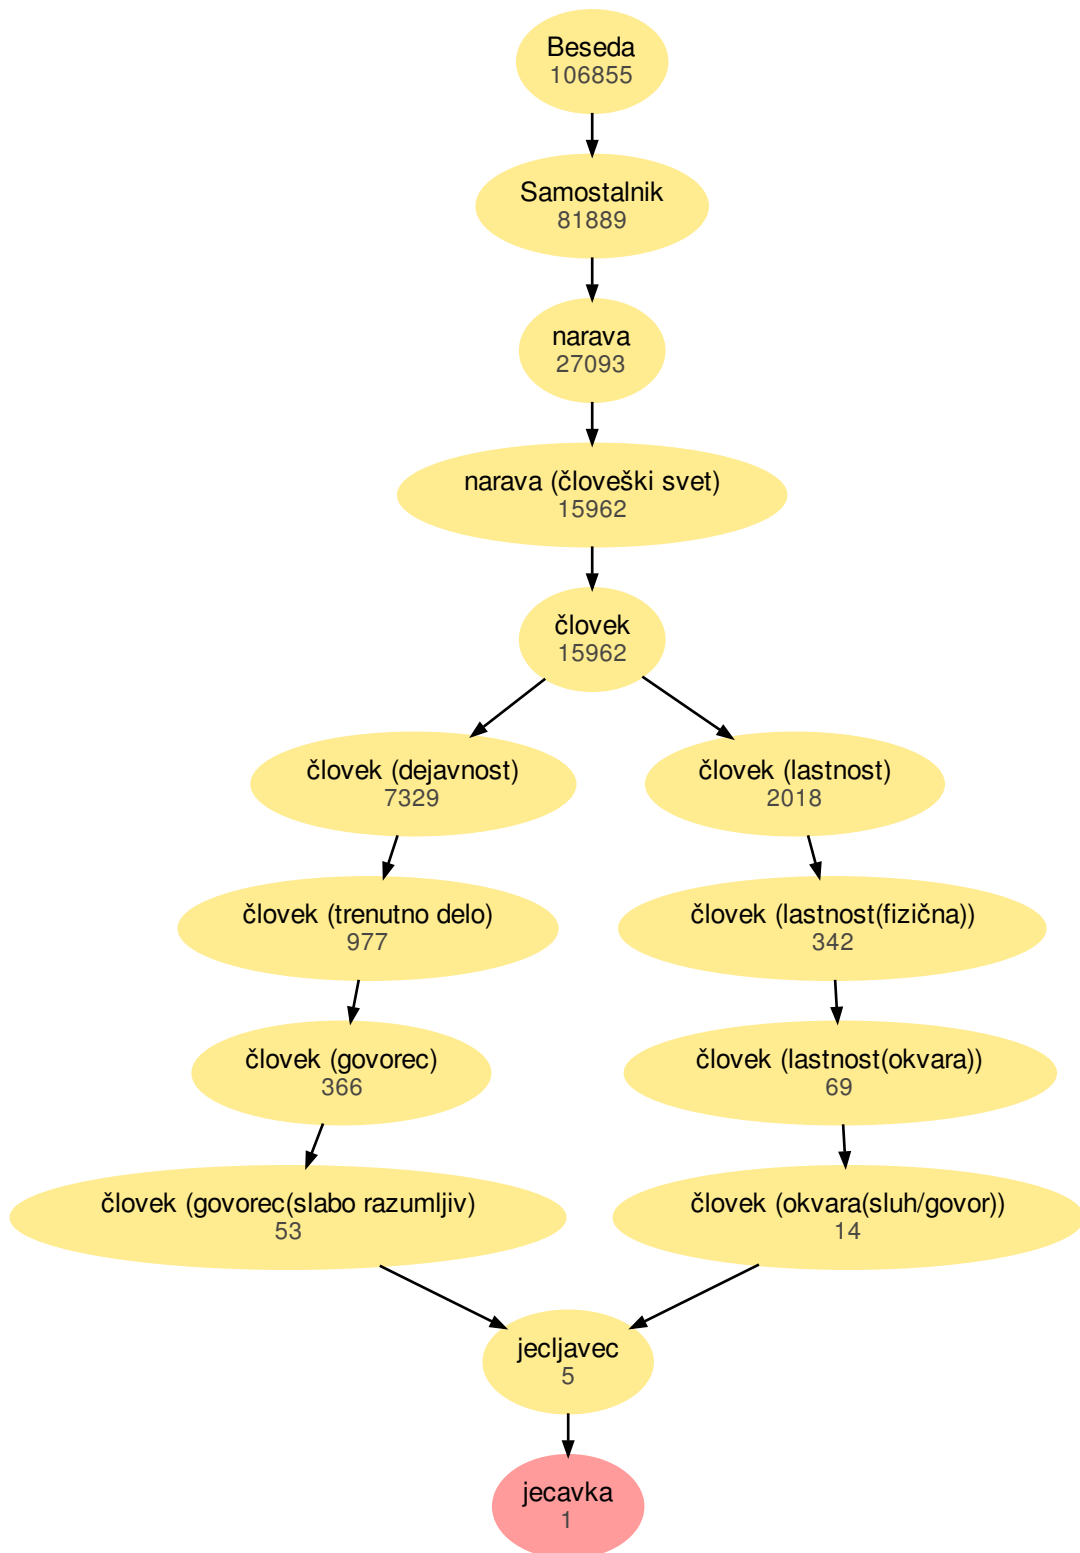 Beseda
106855
Samostalnik
81889
narava
27093
narava (človeški svet)
15962
človek
15962
človek (dejavnost)
7329
človek (lastnost)
2018
človek (trenutno delo)
977
človek (lastnost(fizična))
342
človek (govorec)
366
človek (lastnost(okvara))
69
človek (govorec(slabo razumljiv)
53
človek (okvara(sluh/govor))
14
jecljavec
5
jecavka
1